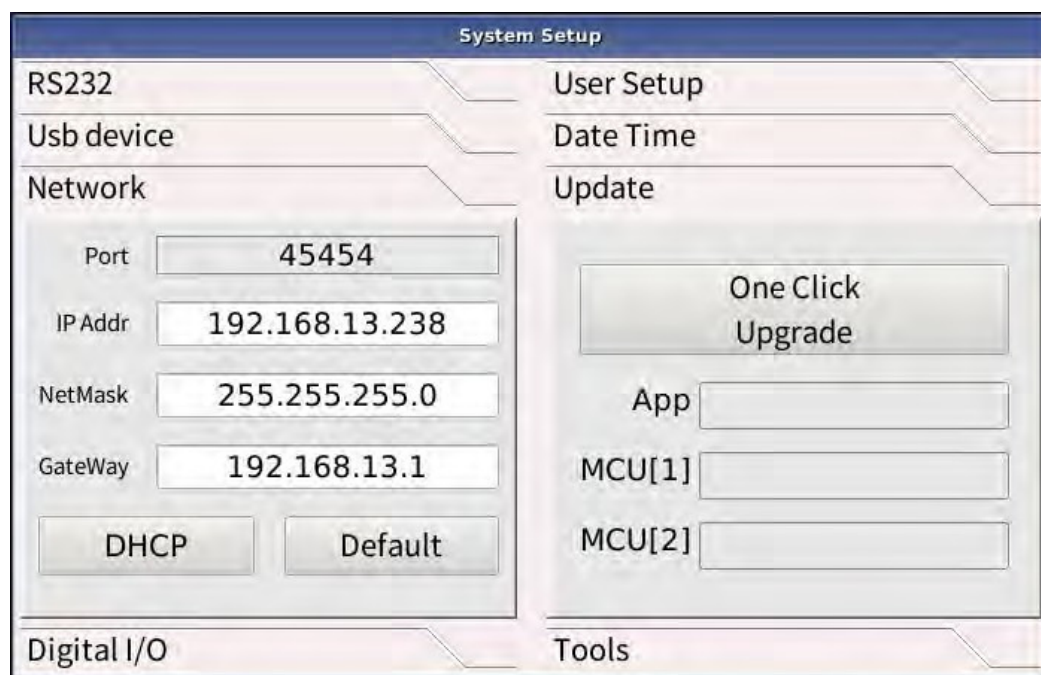 System Setup
RS232
Usb device
Network
Port 45454
IP Addr 192.168.13.238
NetMask 255.255.255.0
GateWay 192.168.13.1
DHCP Default
Digital I/O
User Setup
Date Time
Update
One Click
Upgrade
App
MCU[1]
MCU[2]
Tools